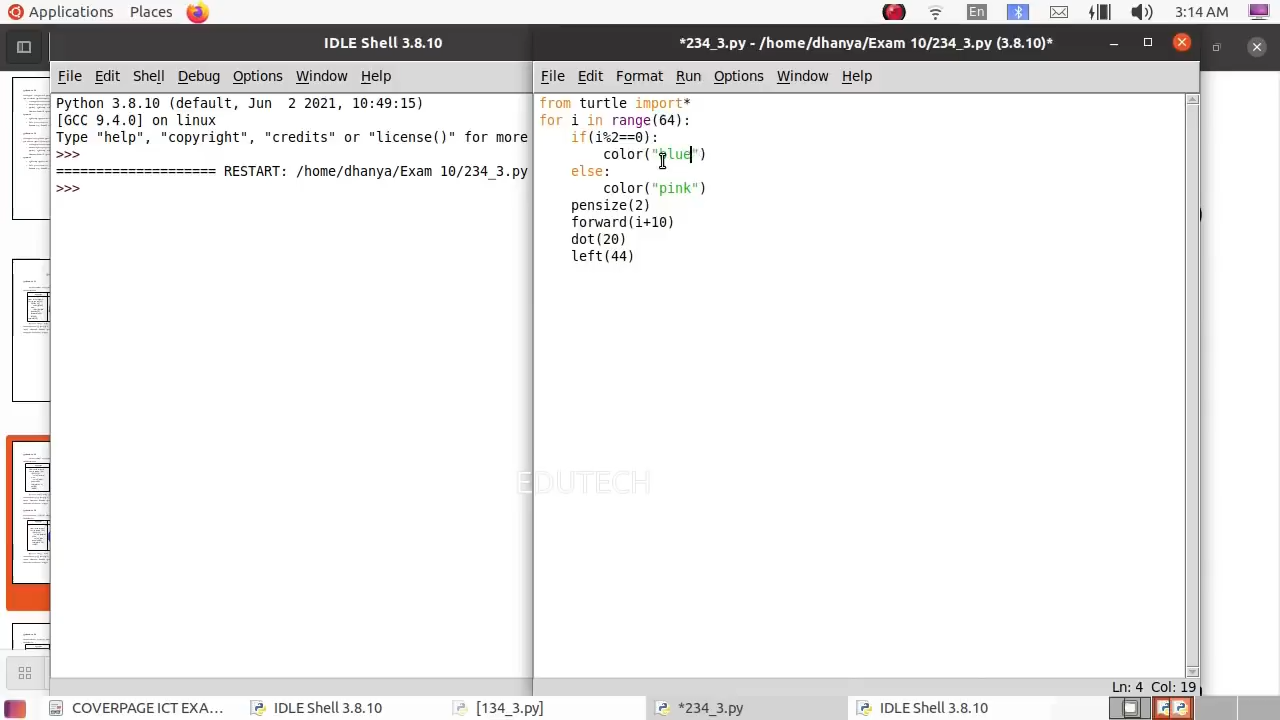 Applications Places En 3:14 AM
IDLE Shell 3.8.10
File Edit Shell Debug Options Window Help
Python 3.8.10 (default, Jun  2 2021, 10:49:15)
[GCC 9.4.0] on linux
Type "help", "copyright", "credits" or "license()" for more
>>>
==================== RESTART: /home/dhanya/Exam 10/234_3.py
>>>
*234_3.py - /home/dhanya/Exam 10/234_3.py (3.8.10)*
File Edit Format Run Options Window Help
from turtle import*
for i in range(64):
    if(i%2==0):
        color("blue")
    else:
        color("pink")
    pensize(2)
    forward(i+10)
    dot(20)
    left(44)
EDUTECH
Ln: 4 Col: 19
COVERPAGE ICT EXA... IDLE Shell 3.8.10 [134_3.py] *234_3.py IDLE Shell 3.8.10